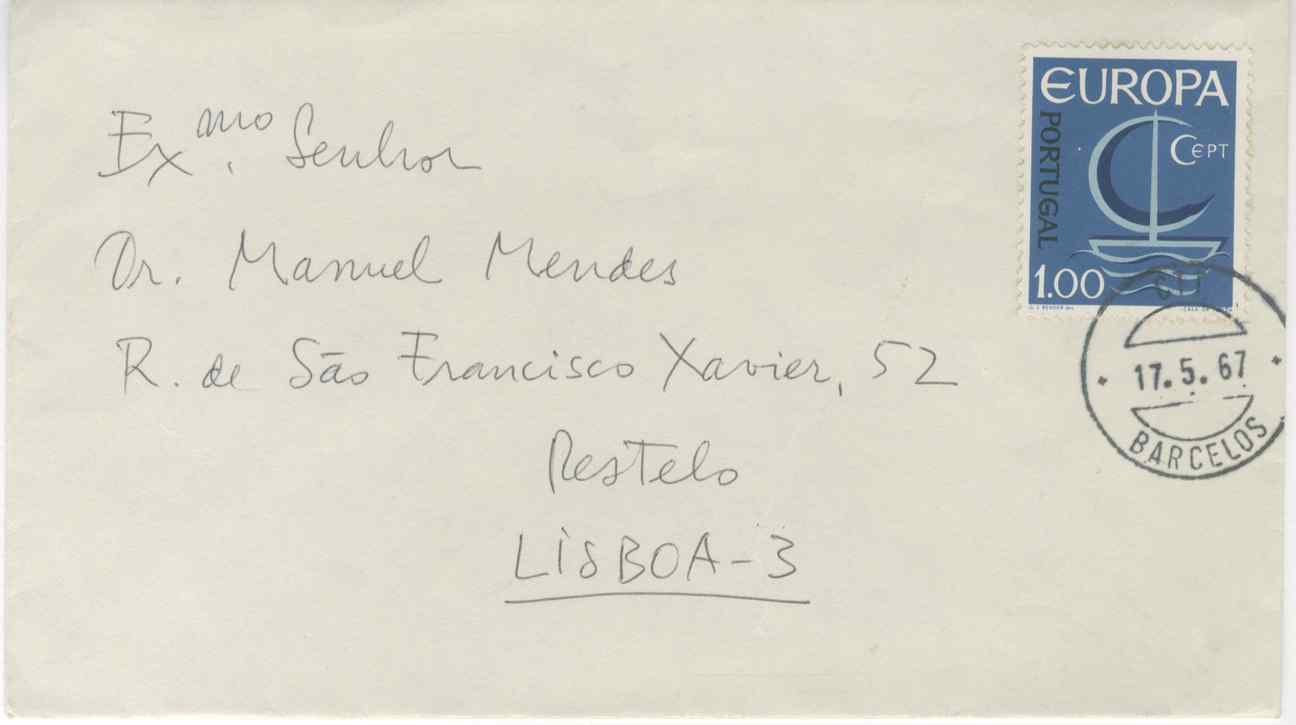 Ex.mo Senhor
Dr. Manuel Mendes
R. de São Francisco Xavier, 52
Restelo
LISBOA-3
EUROPA
PORTUGAL
CEPT
1.00
CTT
17.5.67
BARCELOS